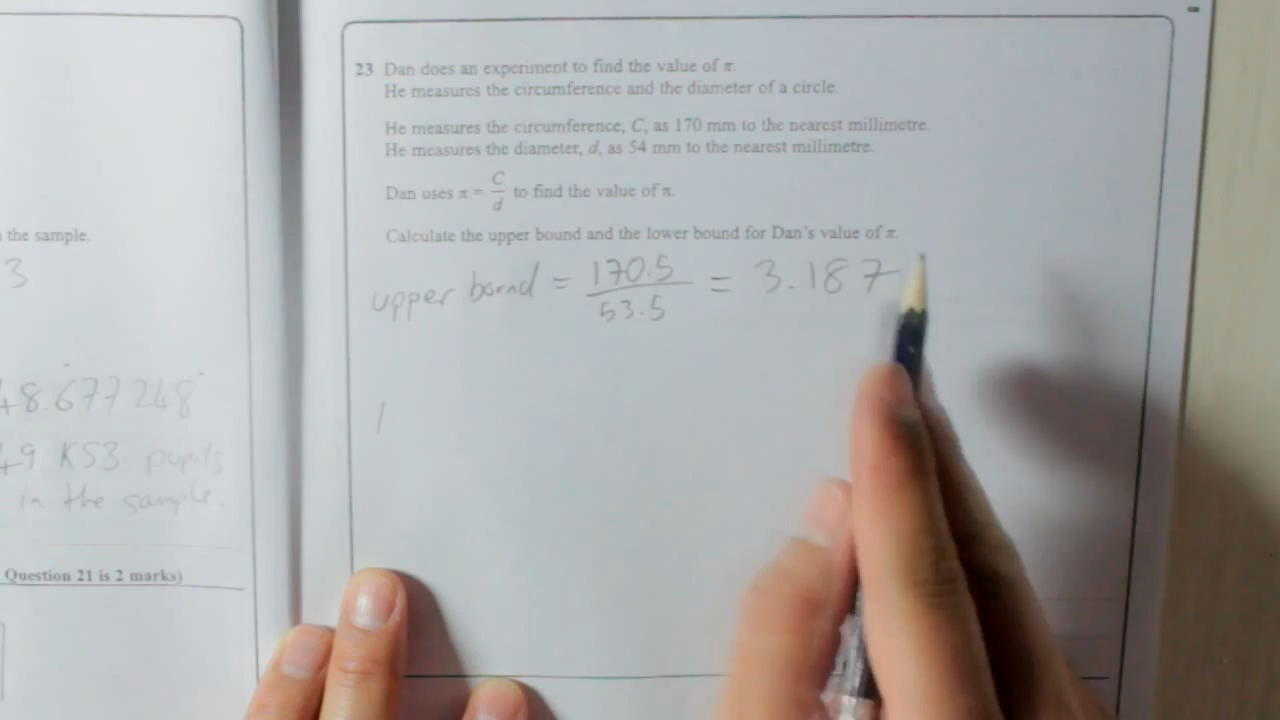 the sample.
3
48.677248
49 KS3 pupils
in the sample.
Question 21 is 2 marks)
23 Dan does an experiment to find the value of π.
He measures the circumference and the diameter of a circle.
He measures the circumference, C, as 170 mm to the nearest millimetre.
He measures the diameter, d, as 54 mm to the nearest millimetre.
Dan uses π = C/d to find the value of π.
Calculate the upper bound and the lower bound for Dan's value of π.
upper bound = 170.5/53.5 = 3.187